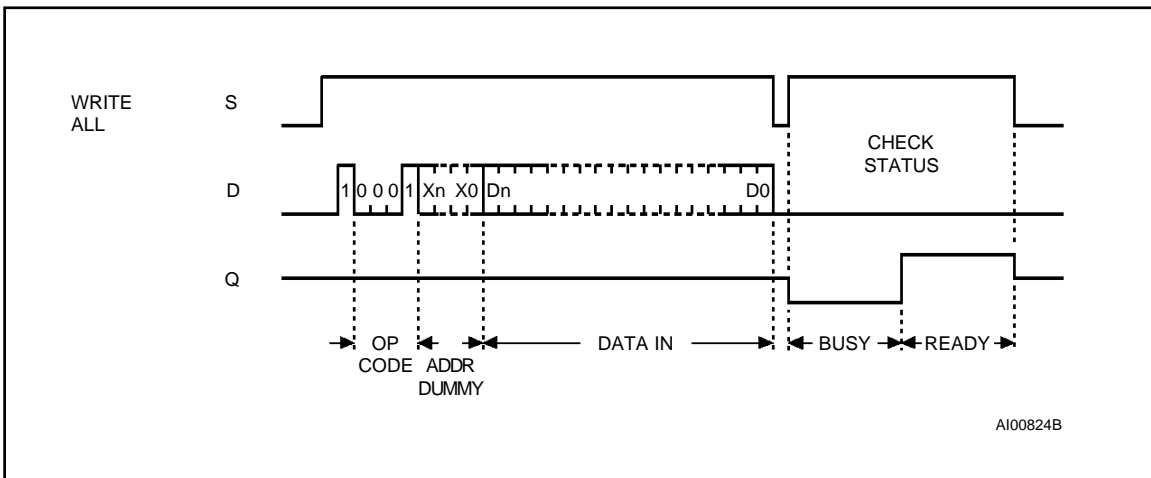 WRITE
ALL
S
CHECK
STATUS
D
1 0 0 0 1 Xn X0 Dn D0
Q
OP
CODE
ADDR
DUMMY
DATA IN
BUSY
READY
AI00824B